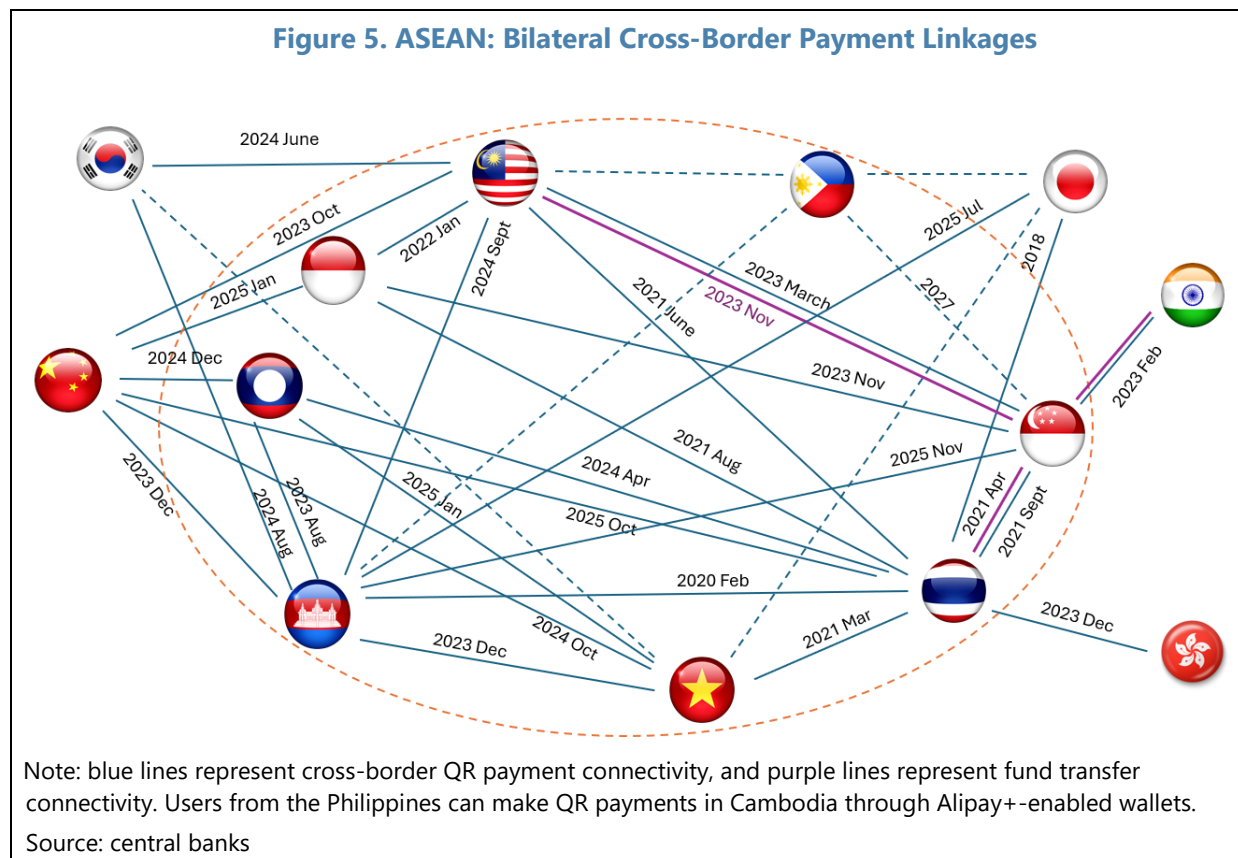 Figure 5. ASEAN: Bilateral Cross-Border Payment Linkages
2024 June
2023 Oct
2022 Jan
2025 Jan
2024 Sept
2025 Jul
2018
2023 March
2023 Nov
2021 June
2027
2023 Feb
2024 Dec
2023 Nov
2021 Aug
2025 Nov
2024 Apr
2025 Jan
2025 Oct
2021 Apr
2021 Sept
2023 Dec
2024 Aug
2023 Aug
2020 Feb
2023 Dec
2024 Oct
2021 Mar
2023 Dec
Note: blue lines represent cross-border QR payment connectivity, and purple lines represent fund transfer
connectivity. Users from the Philippines can make QR payments in Cambodia through Alipay+-enabled wallets.
Source: central banks